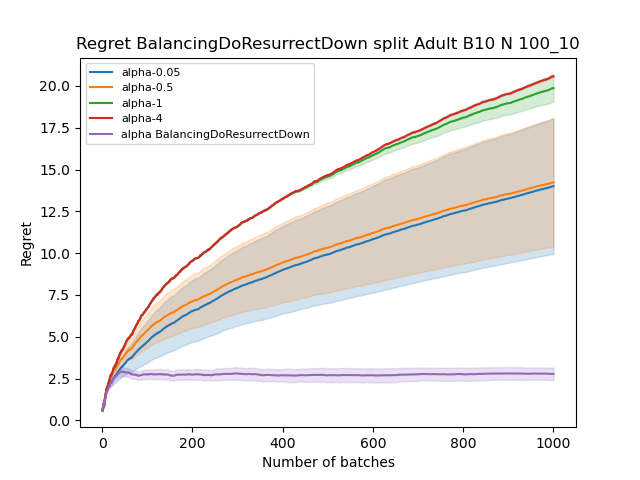 Regret BalancingDoResurrectDown split Adult B10 N 100_10
alpha-0.05
alpha-0.5
alpha-1
alpha-4
alpha BalancingDoResurrectDown
20.0
17.5
15.0
12.5
10.0
7.5
5.0
2.5
0.0
Regret
0 200 400 600 800 1000
Number of batches